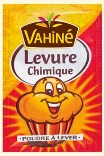 VAHINÉ
Levure
Chimique
POUDRE À LEVER